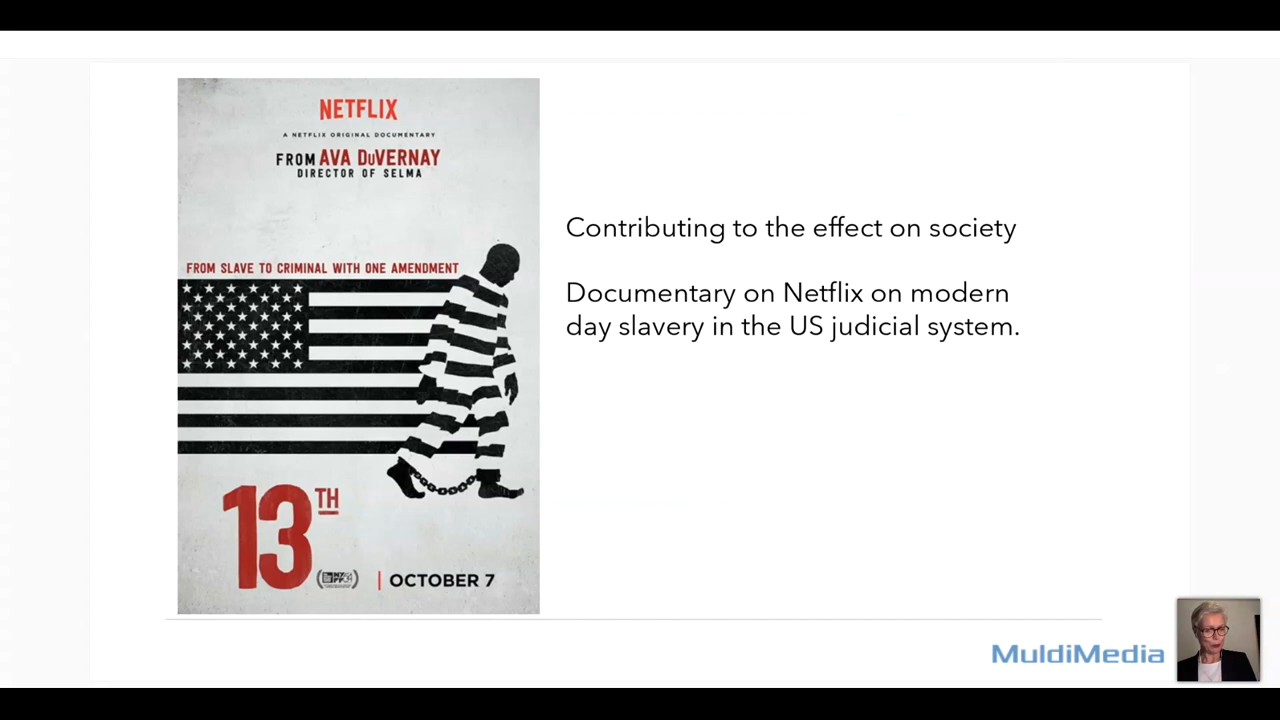 NETFLIX
A NETFLIX ORIGINAL DOCUMENTARY
FROM AVA DuVERNAY
DIRECTOR OF SELMA
FROM SLAVE TO CRIMINAL WITH ONE AMENDMENT
13TH
OCTOBER 7
Contributing to the effect on society
Documentary on Netflix on modern
day slavery in the US judicial system.
MuldiMedia